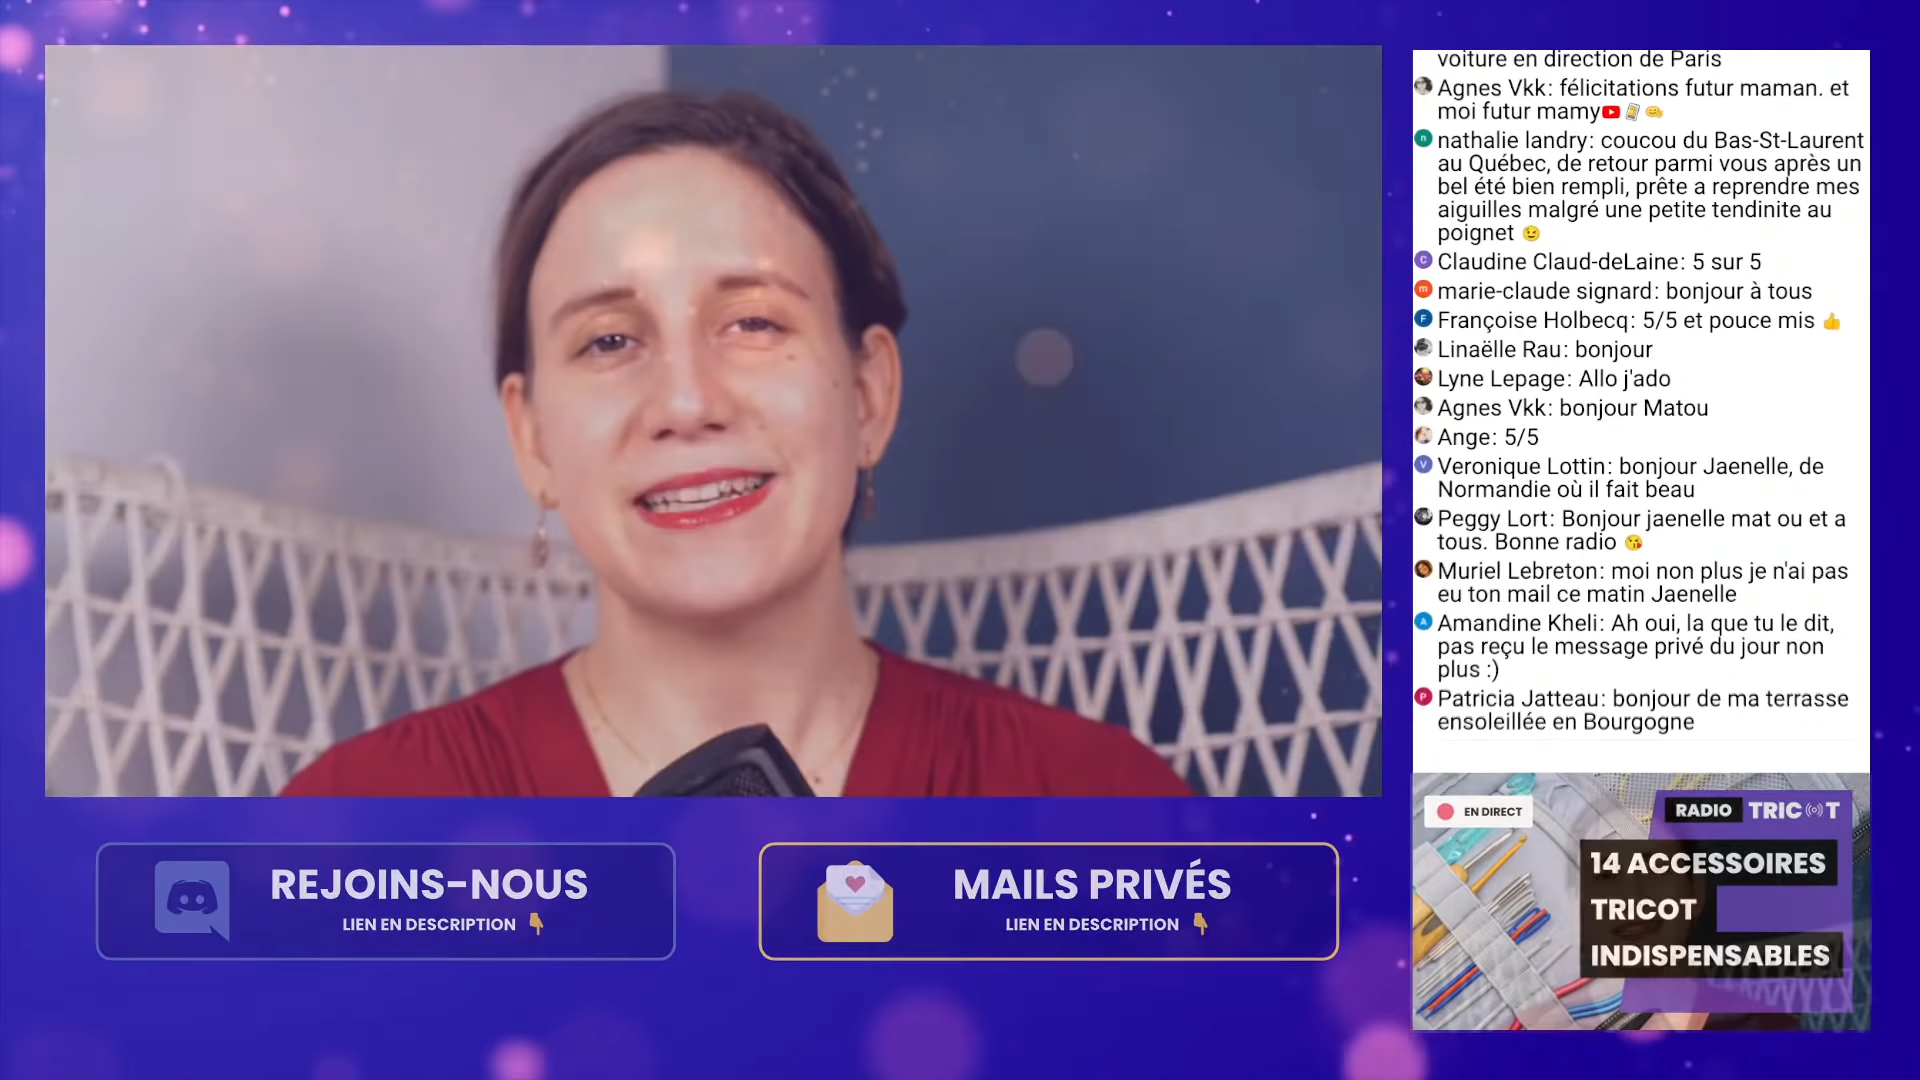 voiture en direction de Paris
Agnes Vkk: félicitations futur maman. et
moi futur mamy
n
nathalie landry: coucou du Bas-St-Laurent
au Québec, de retour parmi vous après un
bel été bien rempli, prête a reprendre mes
aiguilles malgré une petite tendinite au
poignet 😉
C
Claudine Claud-deLaine: 5 sur 5
m
marie-claude signard: bonjour à tous
F
Françoise Holbecq: 5/5 et pouce mis 👍
Linaëlle Rau: bonjour
Lyne Lepage: Allo j'ado
Agnes Vkk: bonjour Matou
Ange: 5/5
V
Veronique Lottin: bonjour Jaenelle, de
Normandie où il fait beau
Peggy Lort: Bonjour jaenelle mat ou et a
tous. Bonne radio 😘
Muriel Lebreton: moi non plus je n'ai pas
eu ton mail ce matin Jaenelle
A
Amandine Kheli: Ah oui, la que tu le dit,
pas reçu le message privé du jour non
plus :)
P
Patricia Jatteau: bonjour de ma terrasse
ensoleillée en Bourgogne
EN DIRECT
RADIO TRICOT
14 ACCESSOIRES
TRICOT
INDISPENSABLES
REJOINS-NOUS
LIEN EN DESCRIPTION 👇
MAILS PRIVÉS
LIEN EN DESCRIPTION 👇